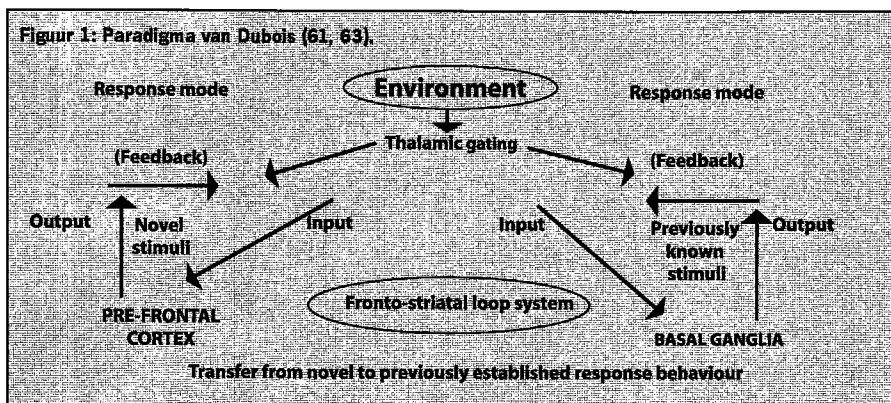 Figuur 1: Paradigma van Dubois (61, 63).
Response mode
Environment
Response mode
Thalamic gating
(Feedback)
(Feedback)
Output
Novel
stimuli
Input
Input
Previously
known
stimuli
Output
Fronto-striatal loop system
PRE-FRONTAL
CORTEX
BASAL GANGLIA
Transfer from novel to previously established response behaviour